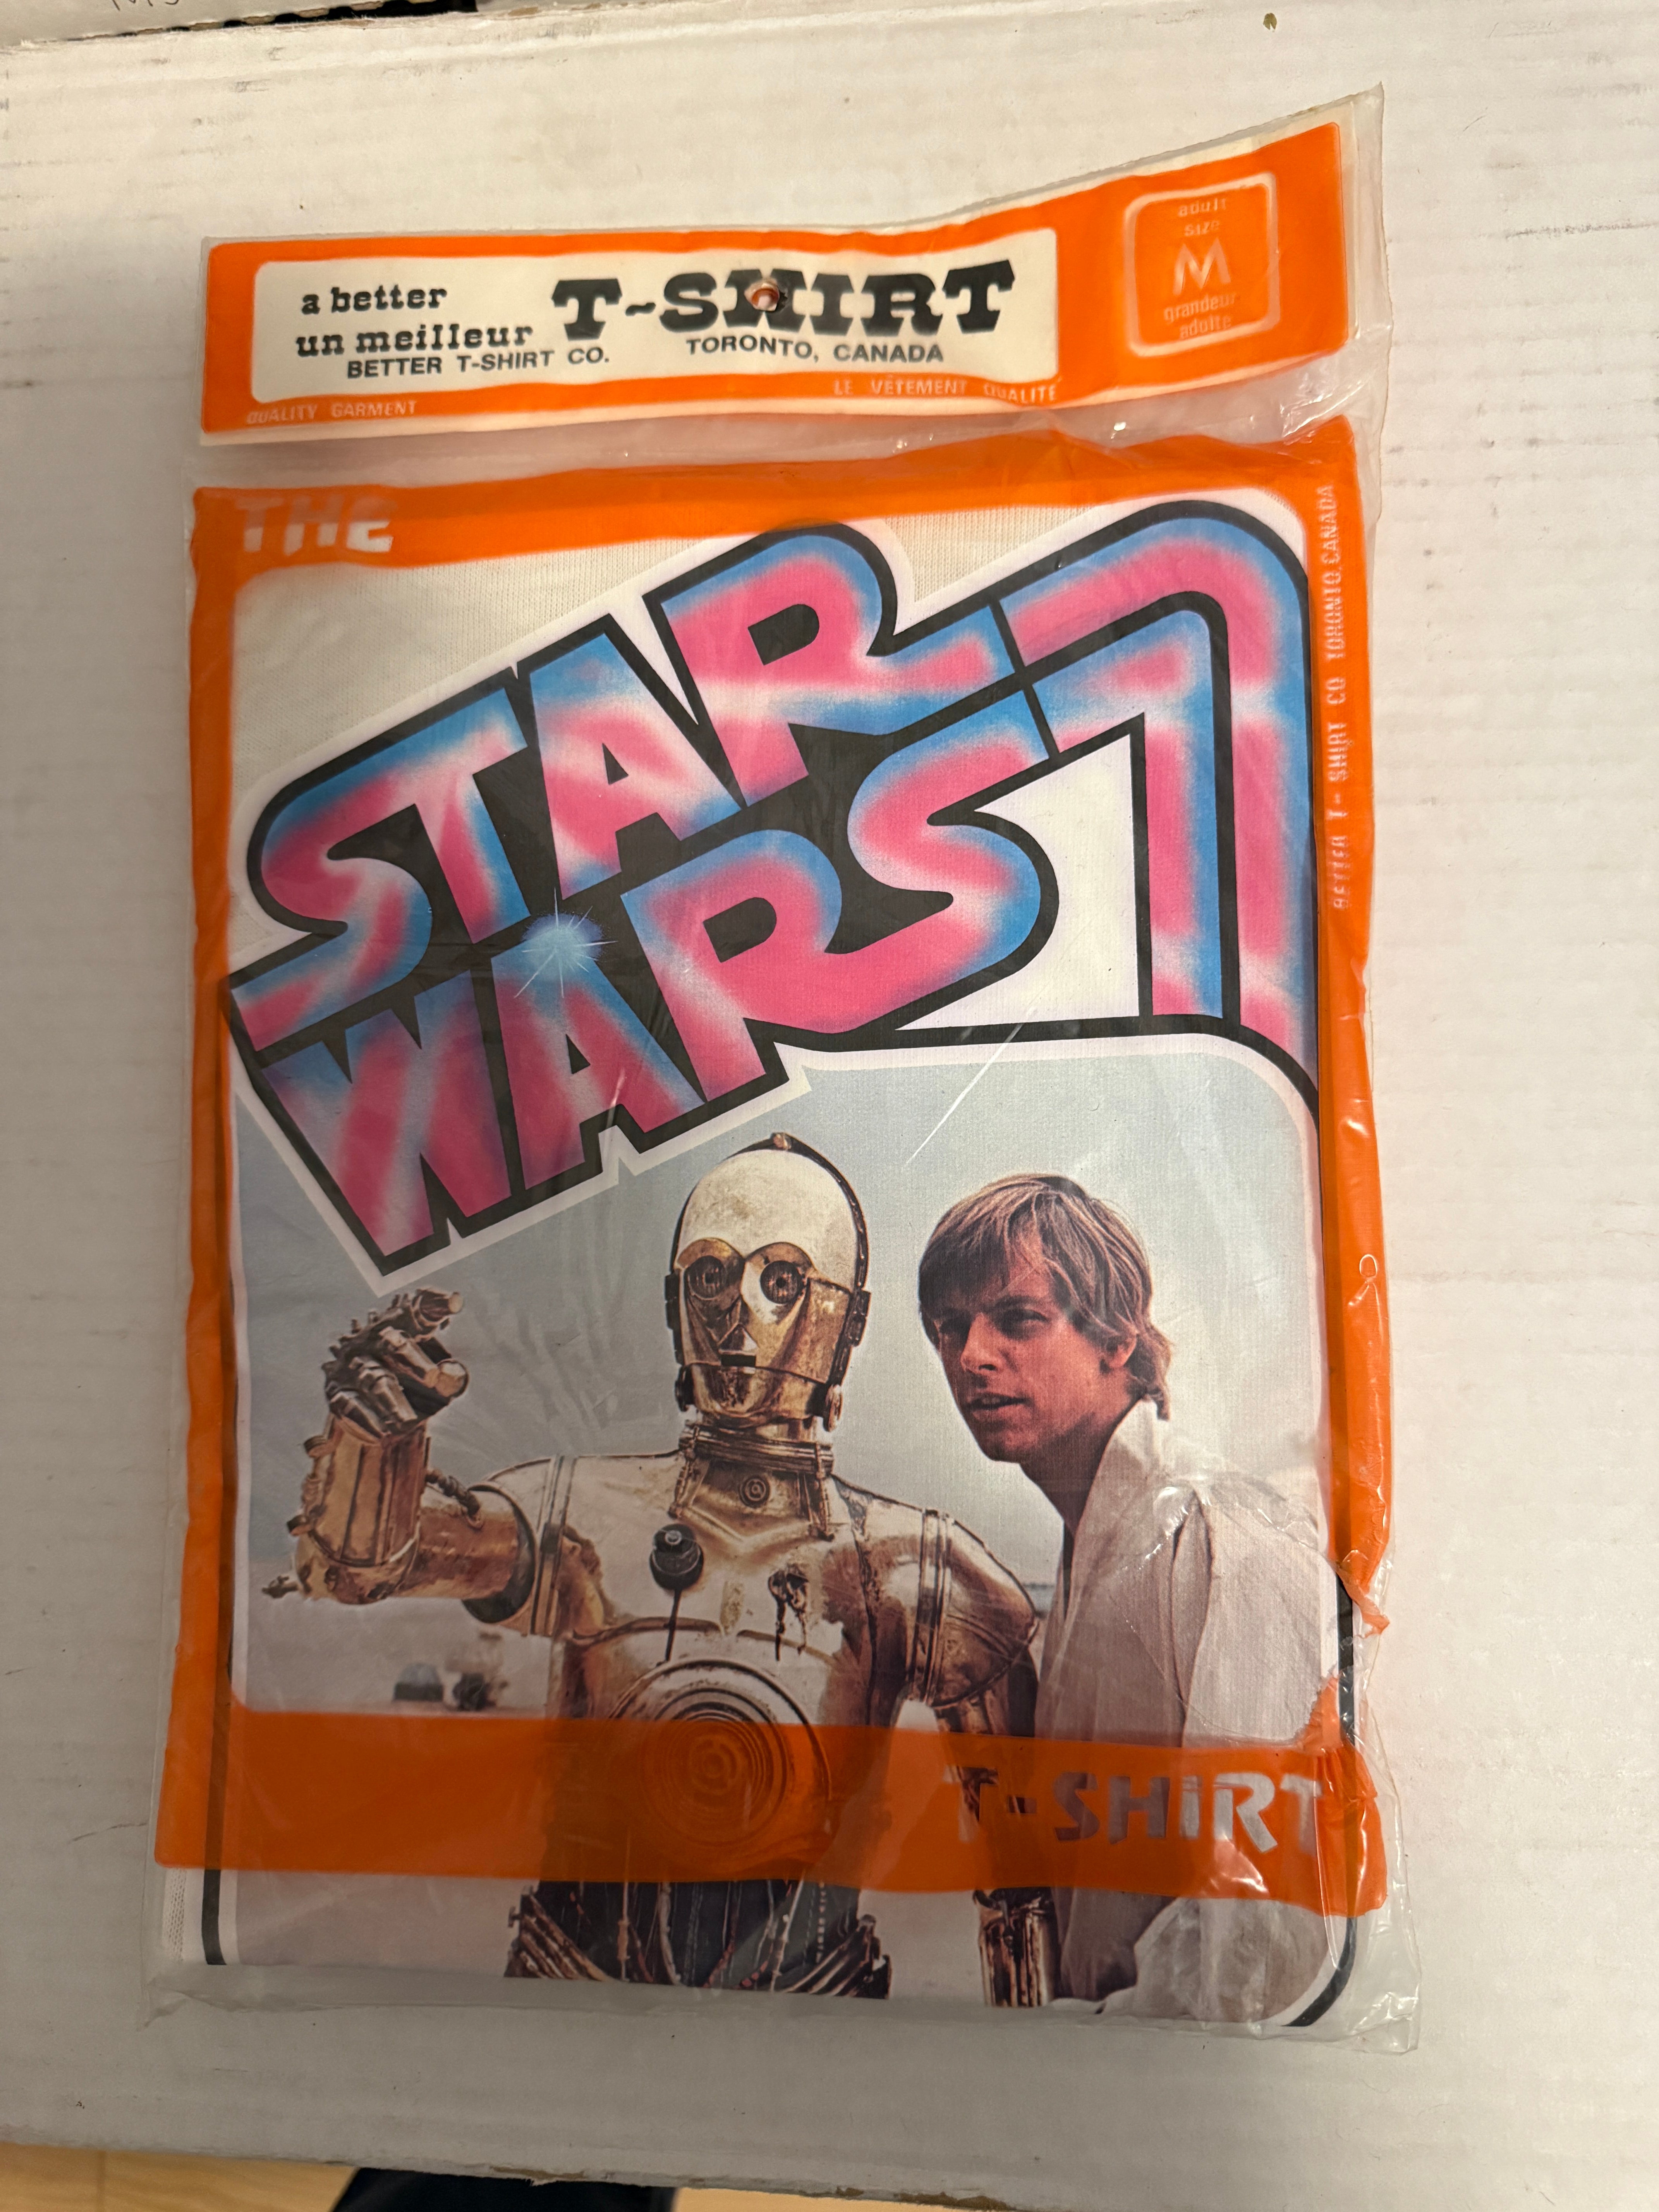 a better
un meilleur
T-SHIRT
BETTER T-SHIRT CO.
TORONTO, CANADA
QUALITY GARMENT
LE VÊTEMENT QUALITÉ
adult
size
M
grandeur
adulte
THE
STAR
WARS
BETTER T-SHIRT CO TORONTO, CANADA
T-SHIRT